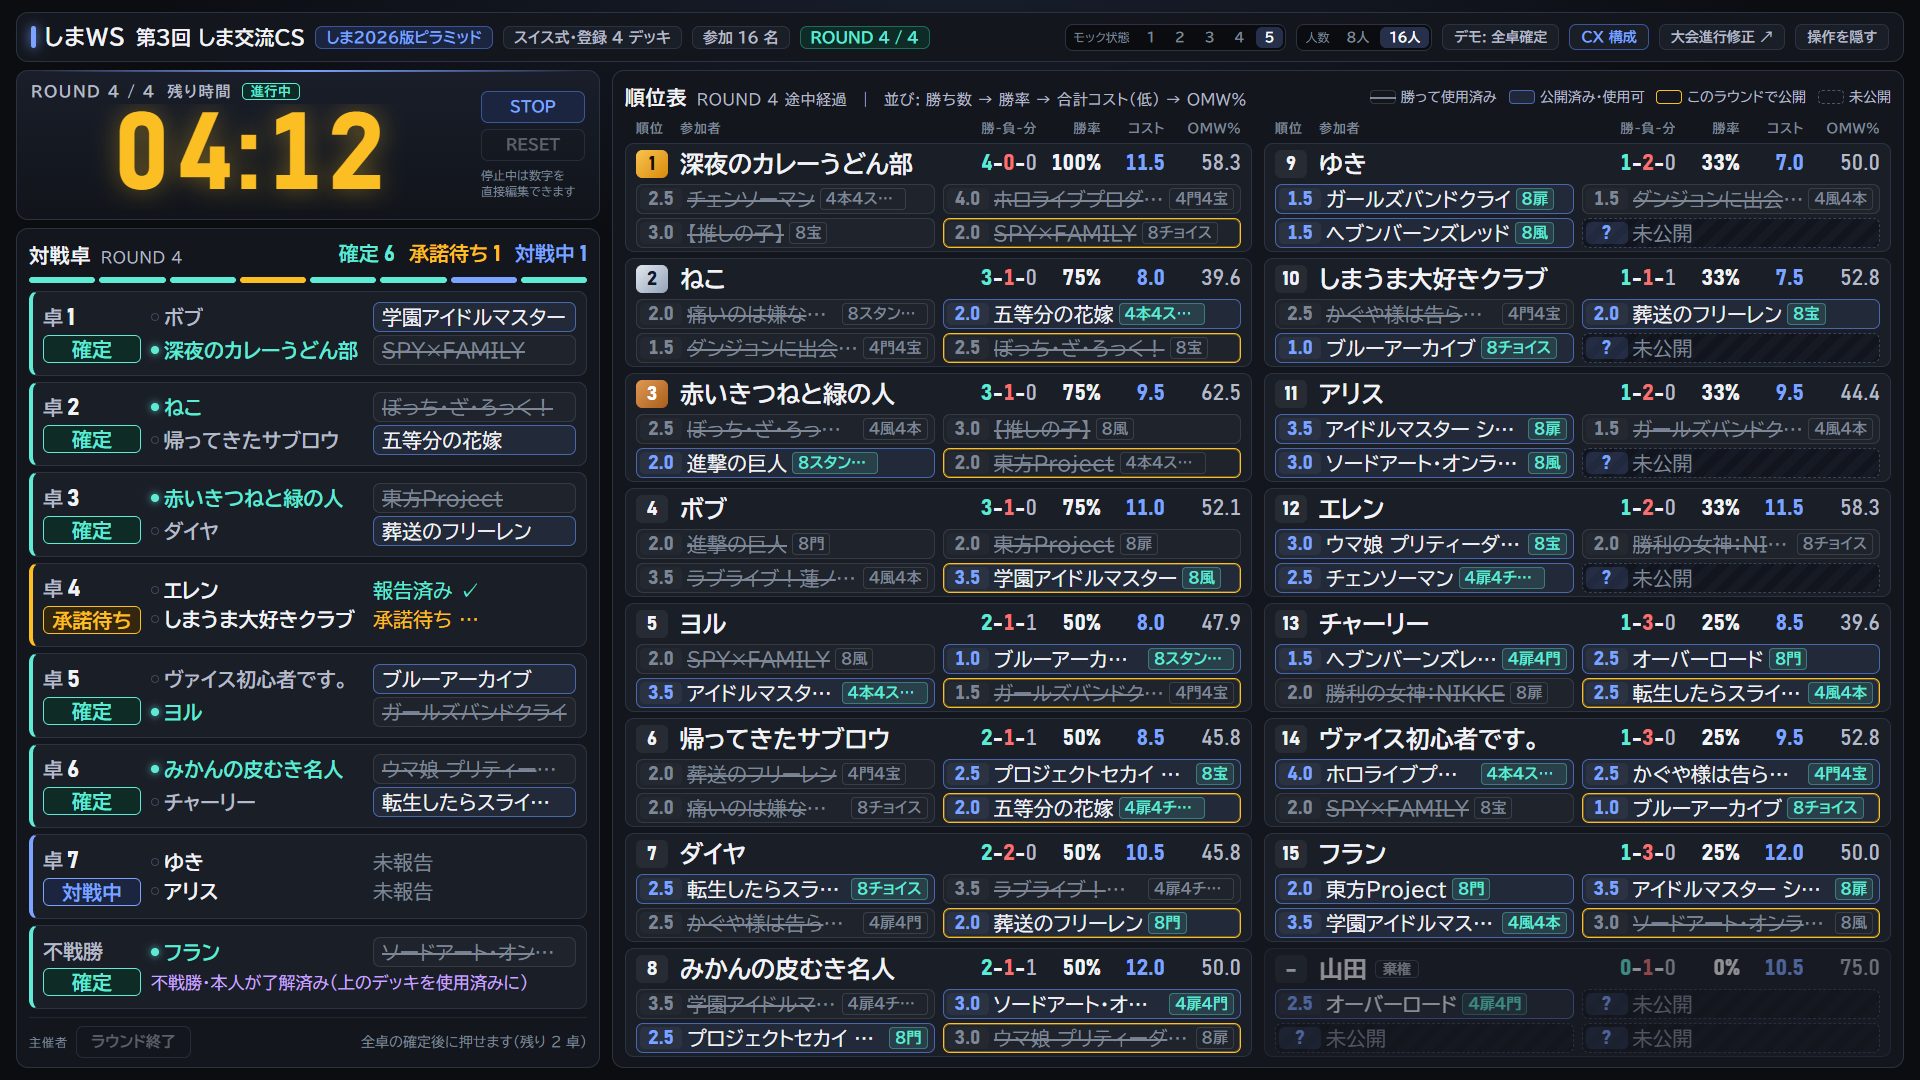 しまWS 第3回 しま交流CS しま2026版ピラミッド スイス式・登録 4 デッキ 参加 16 名 ROUND 4 / 4
モック状態 1 2 3 4 5 人数 8人 16人 デモ: 全卓確定 CX 構成 大会進行修正 ↗ 操作を隠す
ROUND 4 / 4 残り時間 進行中
04:12
STOP
RESET
停止中は数字を
直接編集できます
対戦卓 ROUND 4 確定 6 承諾待ち 1 対戦中 1
卓 1 ボブ 学園アイドルマスター
確定 深夜のカレーうどん部 SPY×FAMILY
卓 2 ねこ ぼっち・ざ・ろっく！
確定 帰ってきたサブロウ 五等分の花嫁
卓 3 赤いきつねと緑の人 東方Project
確定 ダイヤ 葬送のフリーレン
卓 4 エレン 報告済み ✓
承諾待ち しまうま大好きクラブ 承諾待ち …
卓 5 ヴァイス初心者です。 ブルーアーカイブ
確定 ヨル ガールズバンドクライ
卓 6 みかんの皮むき名人 ウマ娘 プリティー…
確定 チャーリー 転生したらスライ…
卓 7 ゆき 未報告
対戦中 アリス 未報告
不戦勝 フラン ソードアート・オン…
確定 不戦勝・本人が了解済み(上のデッキを使用済みに)
主催者 ラウンド終了 全卓の確定後に押せます(残り 2 卓)
順位表 ROUND 4 途中経過 | 並び: 勝ち数 → 勝率 → 合計コスト(低) → OMW%
勝って使用済み 公開済み・使用可 このラウンドで公開 未公開
順位 参加者 勝-負-分 勝率 コスト OMW%
1 深夜のカレーうどん部 4-0-0 100% 11.5 58.3
2.5 チェンソーマン 4本4ス… 4.0 ホロライブプロダ… 4門4宝
3.0 【推しの子】 8宝 2.0 SPY×FAMILY 8チョイス
2 ねこ 3-1-0 75% 8.0 39.6
2.0 痛いのは嫌な… 8スタン… 2.0 五等分の花嫁 4本4ス…
1.5 ダンジョンに出会… 4門4宝 2.5 ぼっち・ざ・ろっく！ 8宝
3 赤いきつねと緑の人 3-1-0 75% 9.5 62.5
2.5 ぼっち・ざ・ろっ… 4風4本 3.0 【推しの子】 8風
2.0 進撃の巨人 8スタン… 2.0 東方Project 4本4ス…
4 ボブ 3-1-0 75% 11.0 52.1
2.0 進撃の巨人 8門 2.0 東方Project 8扉
3.5 ラブライブ！蓮ノ… 4風4本 3.5 学園アイドルマスター 8風
5 ヨル 2-1-1 50% 8.0 47.9
2.0 SPY×FAMILY 8風 1.0 ブルーアーカ… 8スタン…
3.5 アイドルマスタ… 4本4ス… 1.5 ガールズバンドク… 4門4宝
6 帰ってきたサブロウ 2-1-1 50% 8.5 45.8
2.0 葬送のフリーレン 4門4宝 2.5 プロジェクトセカイ … 8宝
2.0 痛いのは嫌な… 8チョイス 2.0 五等分の花嫁 4扉4チ…
7 ダイヤ 2-2-0 50% 10.5 45.8
2.5 転生したらスラ… 8チョイス 3.5 ラブライブ！… 4扉4チ…
2.5 かぐや様は告ら… 4扉4門 2.0 葬送のフリーレン 8門
8 みかんの皮むき名人 2-1-1 50% 12.0 50.0
3.5 学園アイドルマ… 4扉4チ… 3.0 ソードアート・オ… 4扉4門
2.5 プロジェクトセカイ … 8門 3.0 ウマ娘 プリティーダ… 8扉
順位 参加者 勝-負-分 勝率 コスト OMW%
9 ゆき 1-2-0 33% 7.0 50.0
1.5 ガールズバンドクライ 8扉 1.5 ダンジョンに出会… 4風4本
1.5 ヘブンバーンズレッド 8風 ? 未公開
10 しまうま大好きクラブ 1-1-1 33% 7.5 52.8
2.5 かぐや様は告ら… 4門4宝 2.0 葬送のフリーレン 8宝
1.0 ブルーアーカイブ 8チョイス ? 未公開
11 アリス 1-2-0 33% 9.5 44.4
3.5 アイドルマスター シ… 8扉 1.5 ガールズバンドク… 4風4本
3.0 ソードアート・オンラ… 8風 ? 未公開
12 エレン 1-2-0 33% 11.5 58.3
3.0 ウマ娘 プリティーダ… 8宝 2.0 勝利の女神：NI… 8チョイス
2.5 チェンソーマン 4扉4チ… ? 未公開
13 チャーリー 1-3-0 25% 8.5 39.6
1.5 ヘブンバーンズレ… 4扉4門 2.5 オーバーロード 8門
2.0 勝利の女神：NIKKE 8扉 2.5 転生したらスライ… 4風4本
14 ヴァイス初心者です。 1-3-0 25% 9.5 52.8
4.0 ホロライブプ… 4本4ス… 2.5 かぐや様は告ら… 4門4宝
2.0 SPY×FAMILY 8宝 1.0 ブルーアーカイブ 8チョイス
15 フラン 1-3-0 25% 12.0 50.0
2.0 東方Project 8門 3.5 アイドルマスター シ… 8扉
3.5 学園アイドルマス… 4風4本 3.0 ソードアート・オンラ… 8風
– 山田 棄権 0-1-0 0% 10.5 75.0
2.5 オーバーロード 4扉4門 ? 未公開
? 未公開 ? 未公開